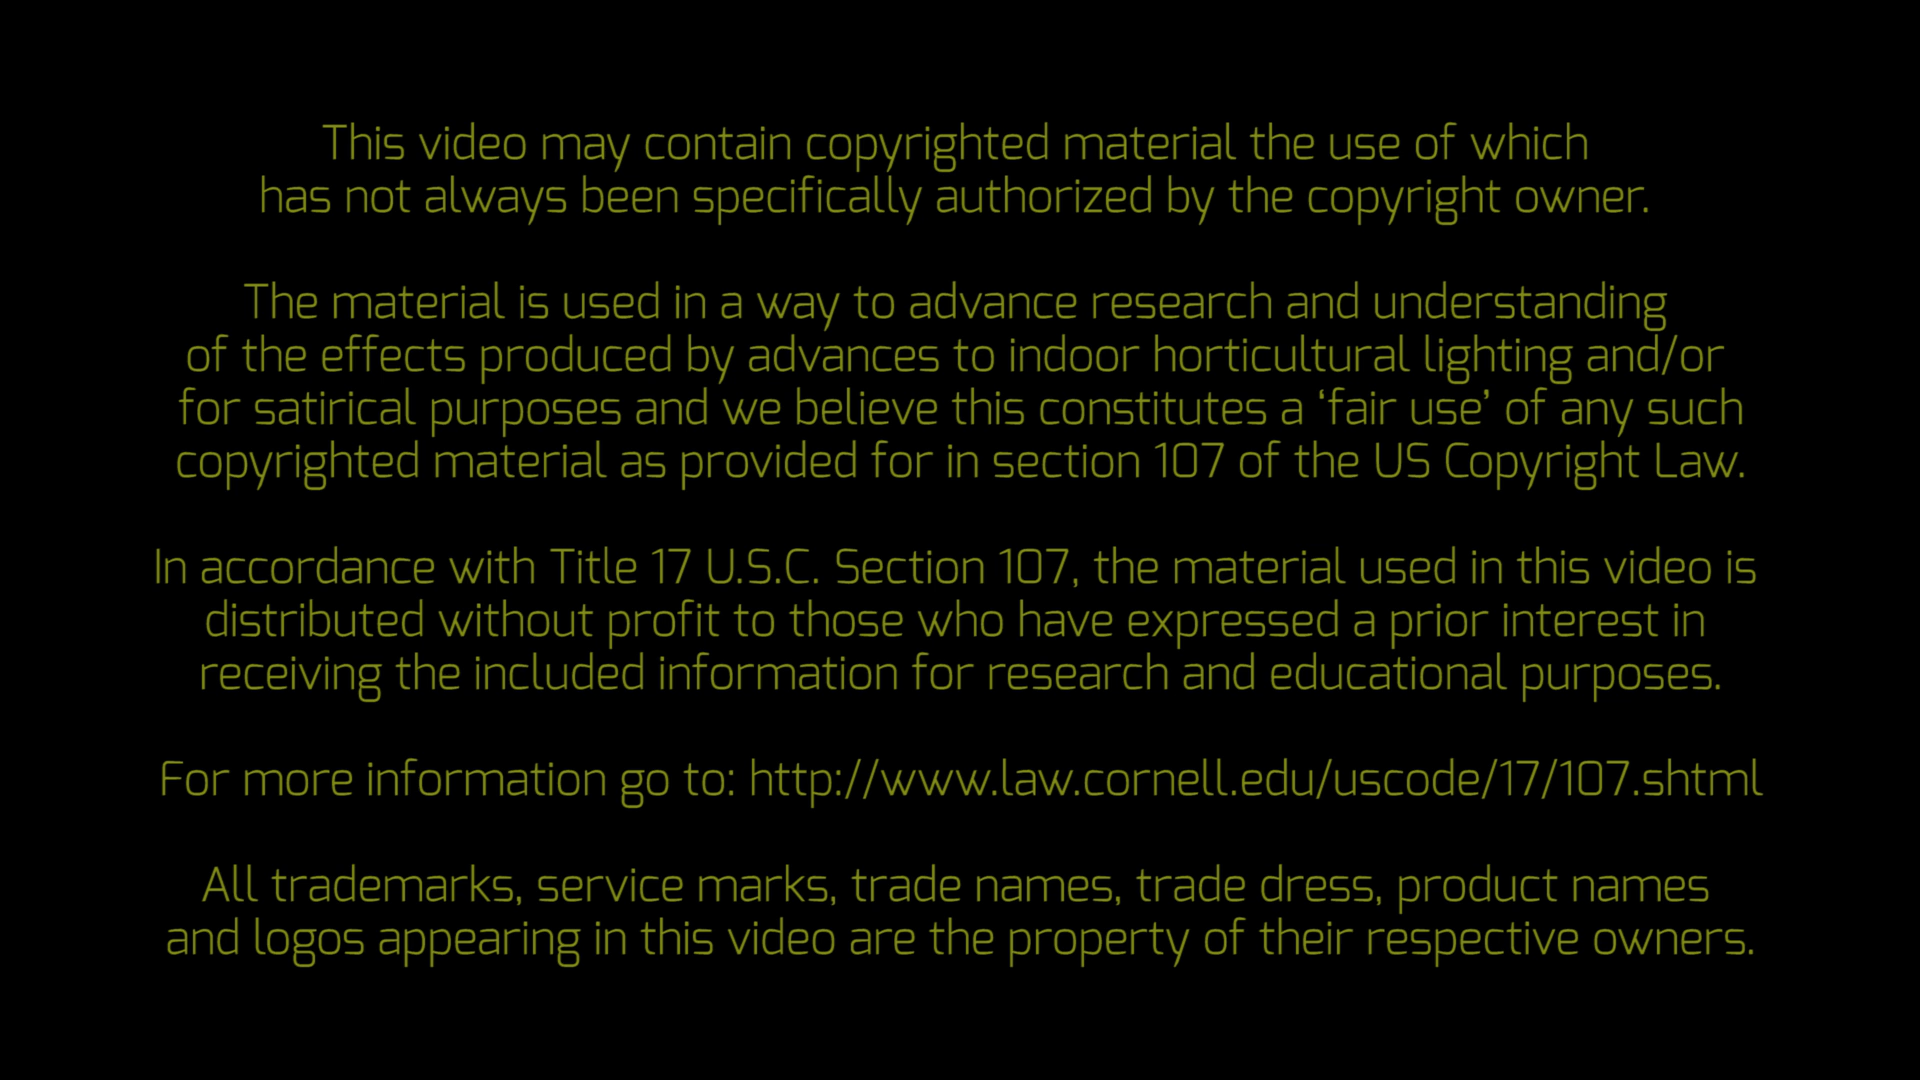 This video may contain copyrighted material the use of which
has not always been specifically authorized by the copyright owner.
The material is used in a way to advance research and understanding
of the effects produced by advances to indoor horticultural lighting and/or
for satirical purposes and we believe this constitutes a ‘fair use’ of any such
copyrighted material as provided for in section 107 of the US Copyright Law.
In accordance with Title 17 U.S.C. Section 107, the material used in this video is
distributed without profit to those who have expressed a prior interest in
receiving the included information for research and educational purposes.
For more information go to: http://www.law.cornell.edu/uscode/17/107.shtml
All trademarks, service marks, trade names, trade dress, product names
and logos appearing in this video are the property of their respective owners.